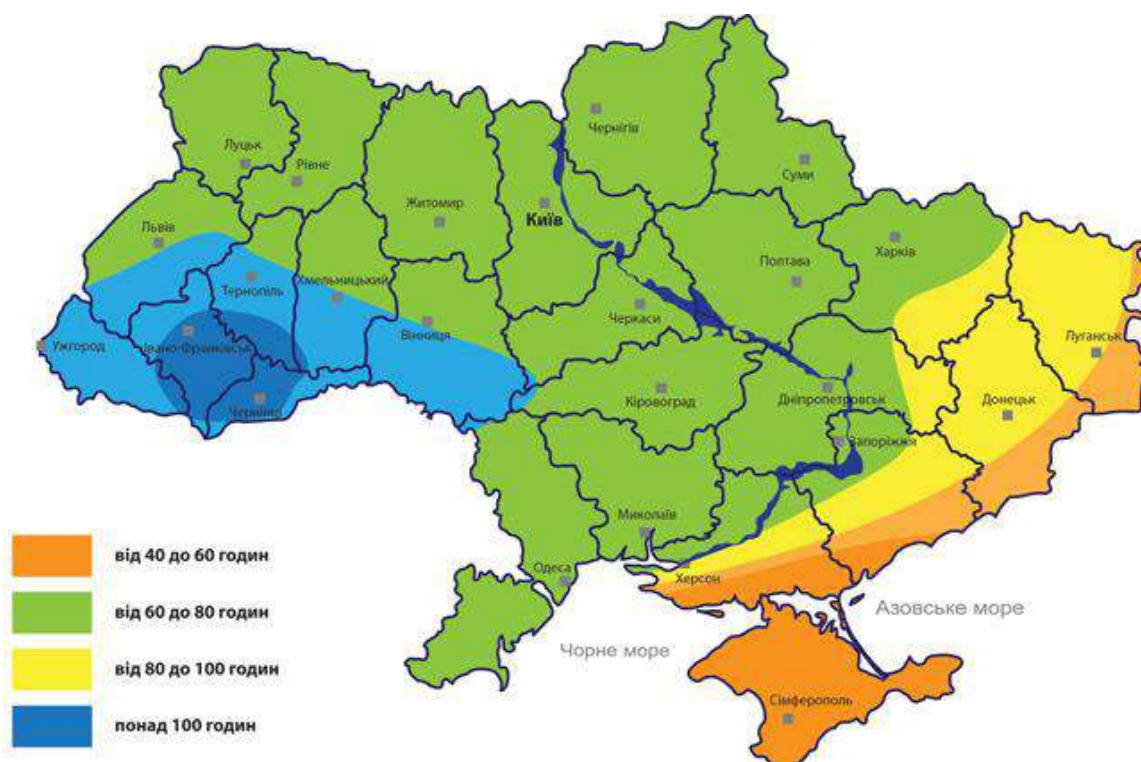 Чернігів
Луцьк
Рівне
Суми
Житомир
Київ
Львів
Харків
Полтава
Тернопіль
Хмельницький
Черкаси
Вінниця
Ужгород
Івано-Франківськ
Луганськ
Чернівці
Кіровоград
Дніпропетровськ
Донецьк
Запоріжжя
Миколаїв
від 40 до 60 годин
Одеса
Херсон
від 60 до 80 годин
Азовське море
Чорне море
від 80 до 100 годин
Сімферополь
понад 100 годин